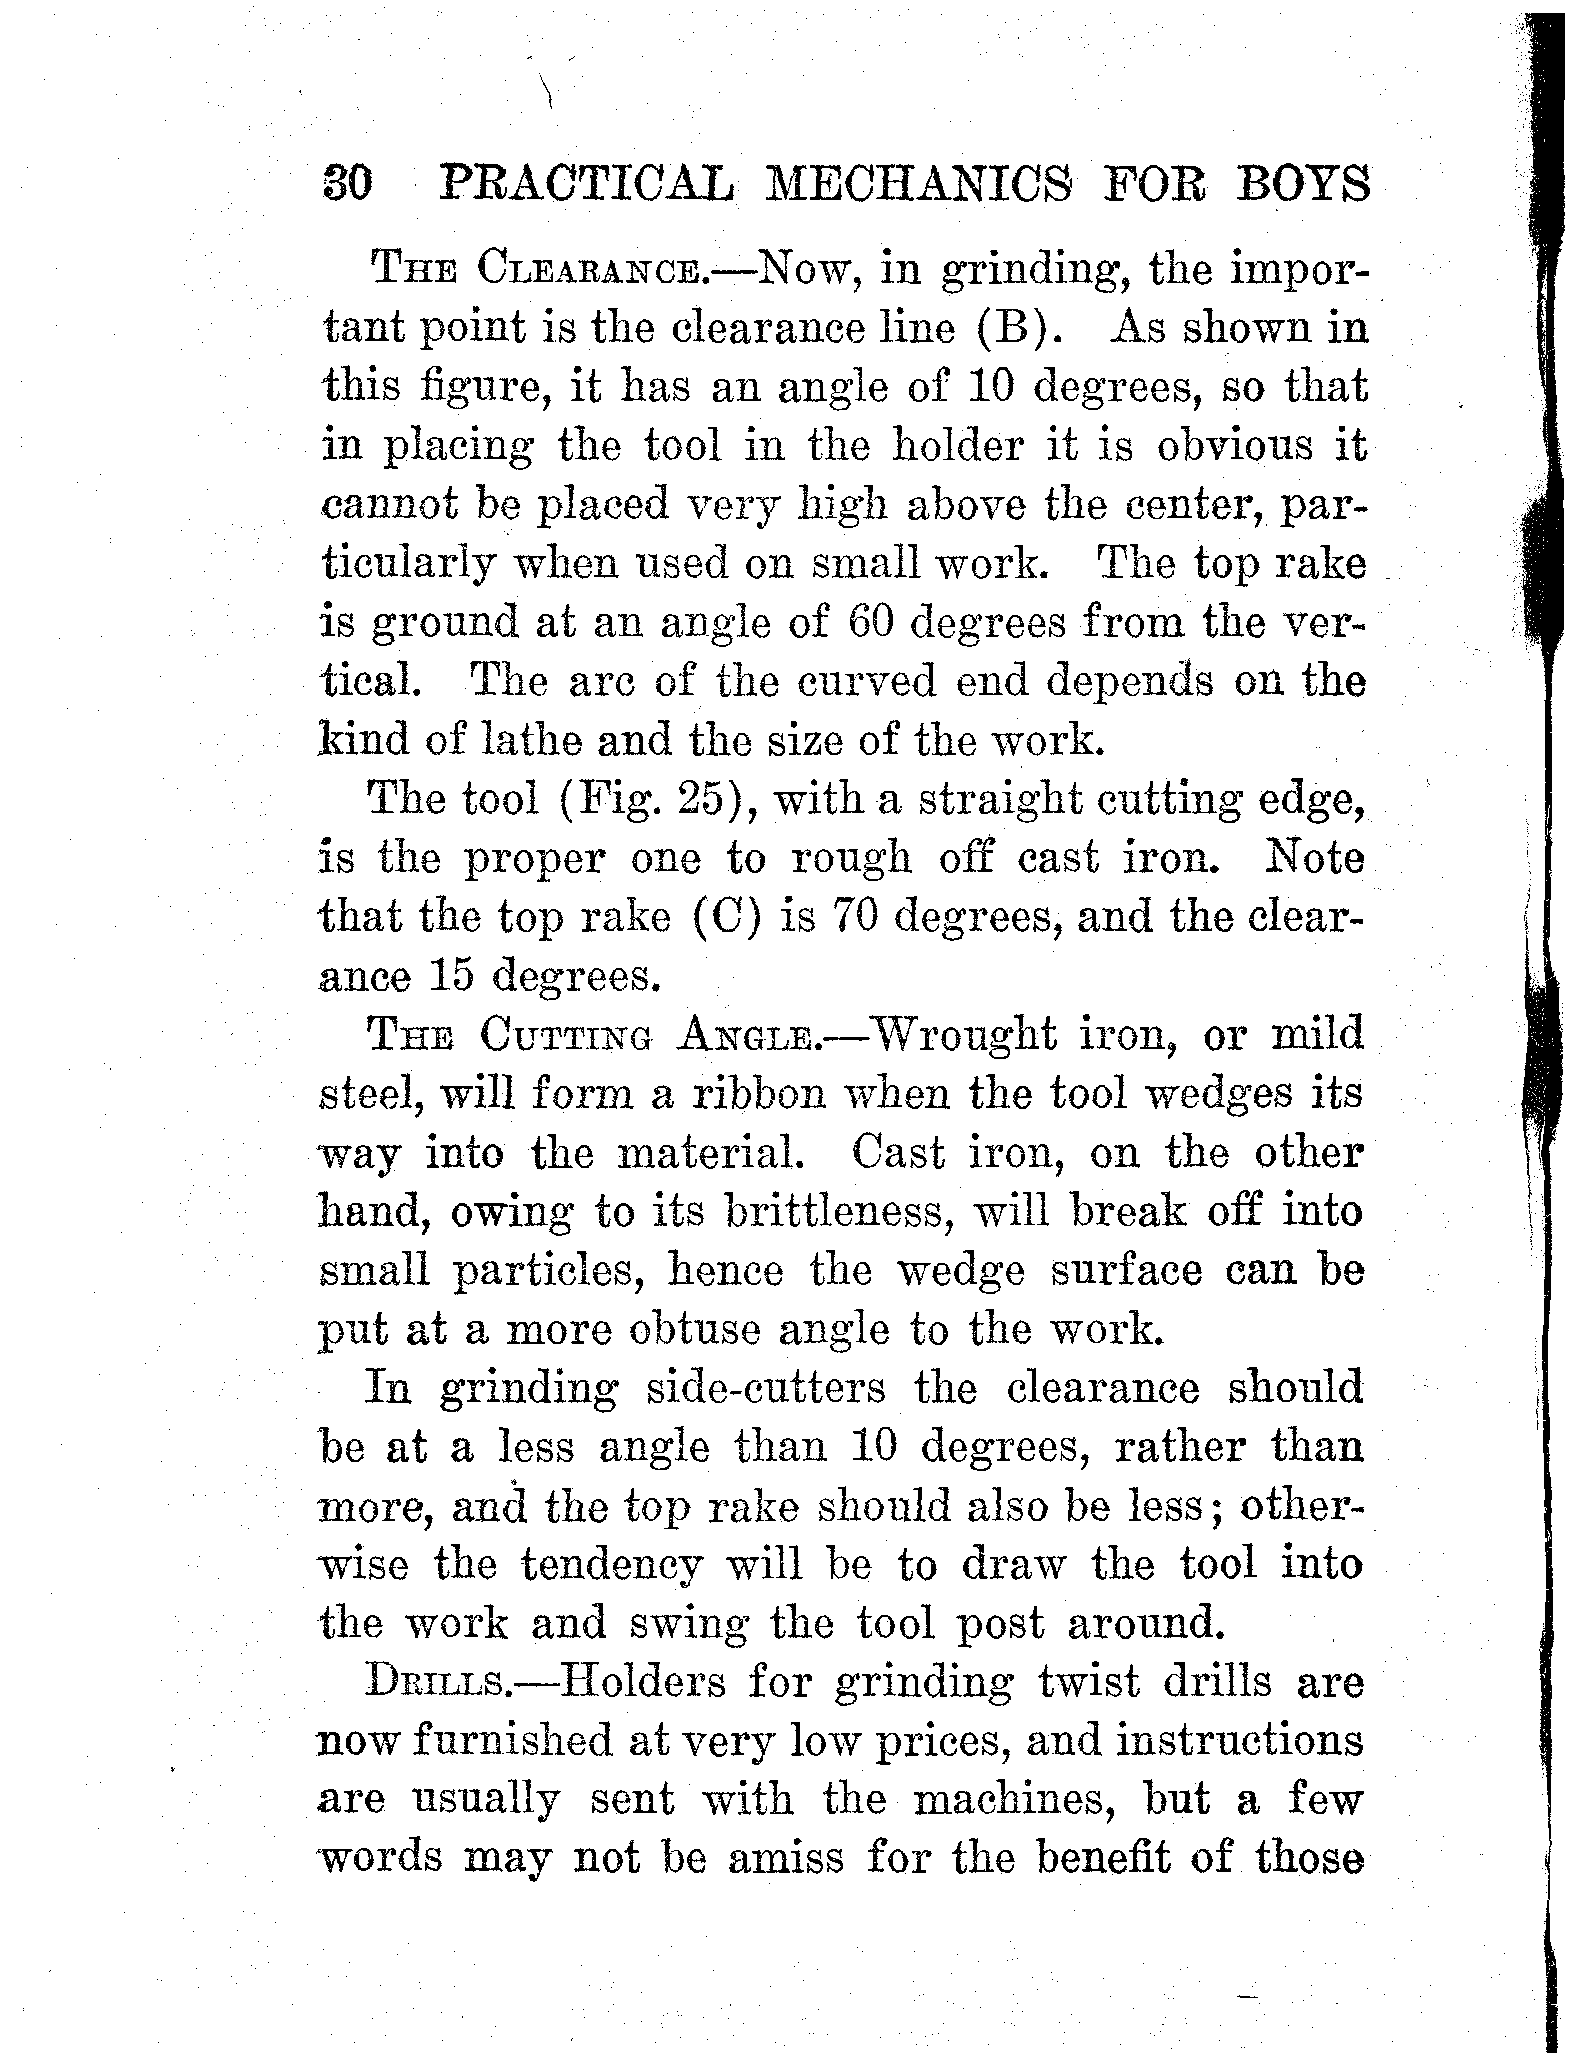 30 PRACTICAL MECHANICS FOR BOYS
THE CLEARANCE.—Now, in grinding, the impor-
tant point is the clearance line (B). As shown in
this figure, it has an angle of 10 degrees, so that
in placing the tool in the holder it is obvious it
cannot be placed very high above the center, par-
ticularly when used on small work. The top rake
is ground at an angle of 60 degrees from the ver-
tical. The arc of the curved end depends on the
kind of lathe and the size of the work.
The tool (Fig. 25), with a straight cutting edge,
is the proper one to rough off cast iron. Note
that the top rake (C) is 70 degrees, and the clear-
ance 15 degrees.
THE CUTTING ANGLE.—Wrought iron, or mild
steel, will form a ribbon when the tool wedges its
way into the material. Cast iron, on the other
hand, owing to its brittleness, will break off into
small particles, hence the wedge surface can be
put at a more obtuse angle to the work.
In grinding side-cutters the clearance should
be at a less angle than 10 degrees, rather than
more, and the top rake should also be less; other-
wise the tendency will be to draw the tool into
the work and swing the tool post around.
DRILLS.—Holders for grinding twist drills are
now furnished at very low prices, and instructions
are usually sent with the machines, but a few
words may not be amiss for the benefit of those